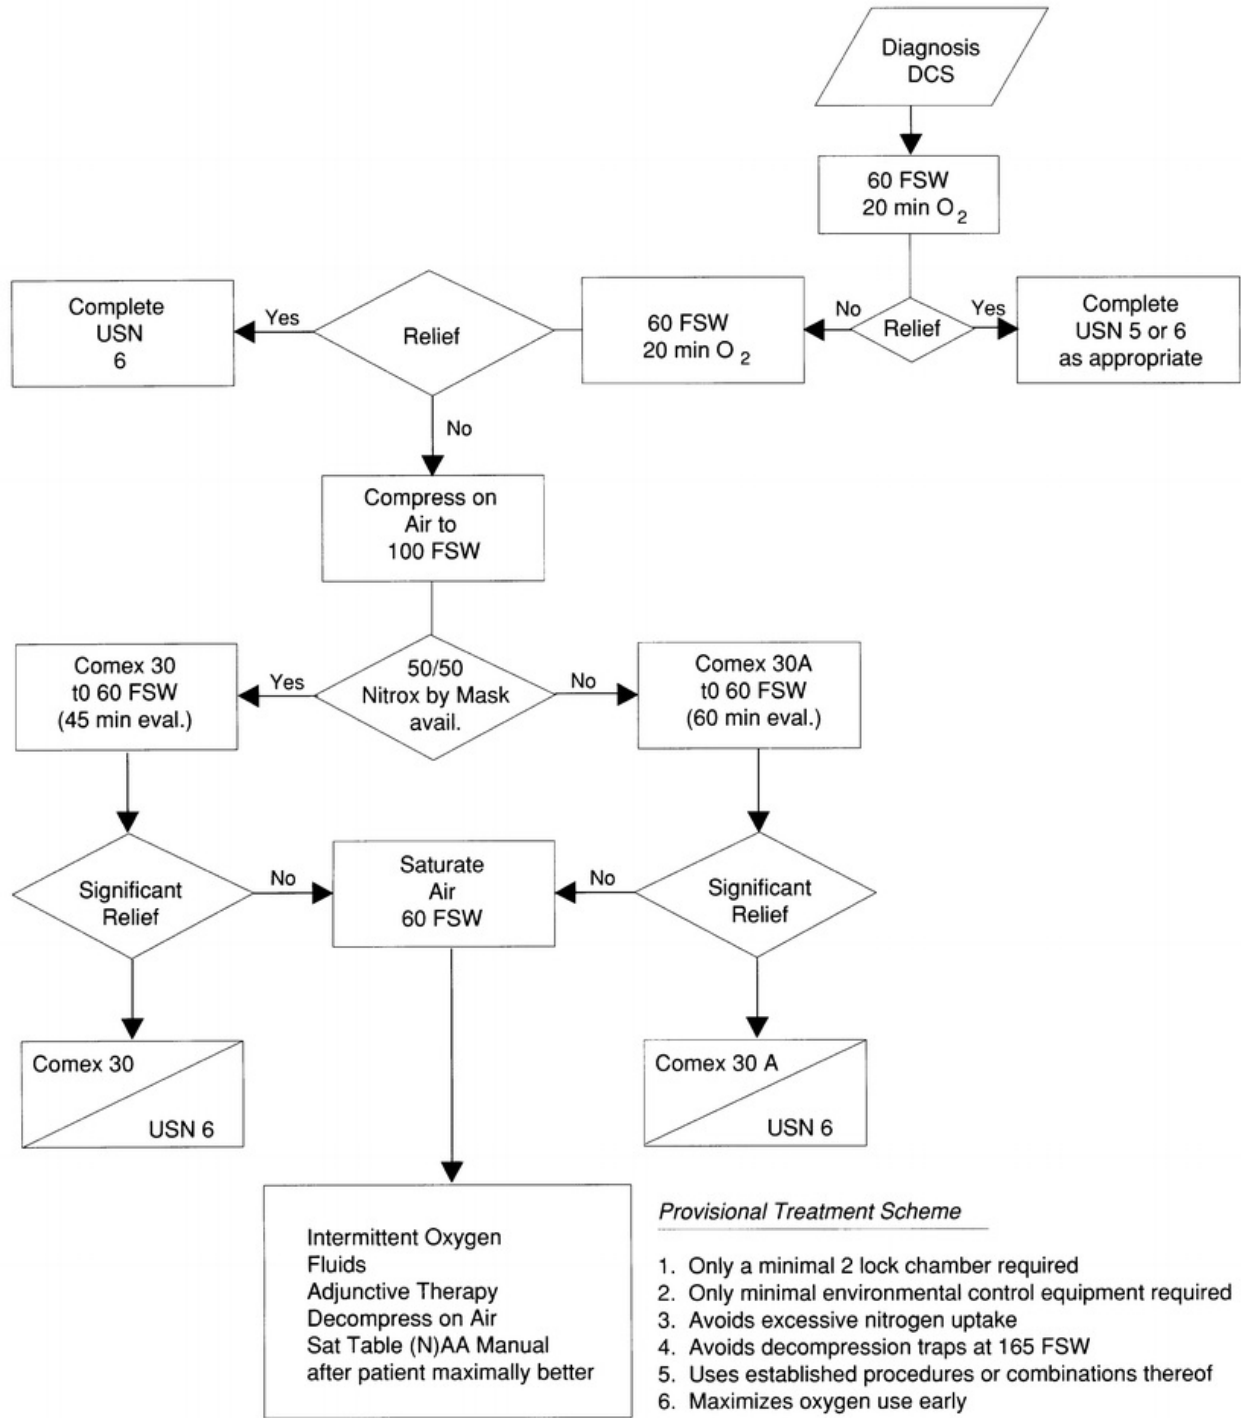 Diagnosis
DCS
60 FSW
20 min O2
Relief
No
Yes
Complete
USN 5 or 6
as appropriate
60 FSW
20 min O2
Relief
Yes
Complete
USN
6
No
Compress on
Air to
100 FSW
50/50
Nitrox by Mask
avail.
Yes
No
Comex 30
t0 60 FSW
(45 min eval.)
Comex 30A
t0 60 FSW
(60 min eval.)
Significant
Relief
No
Saturate
Air
60 FSW
No
Significant
Relief
Comex 30
USN 6
Comex 30 A
USN 6
Intermittent Oxygen
Fluids
Adjunctive Therapy
Decompress on Air
Sat Table (N)AA Manual
after patient maximally better
Provisional Treatment Scheme
1. Only a minimal 2 lock chamber required
2. Only minimal environmental control equipment required
3. Avoids excessive nitrogen uptake
4. Avoids decompression traps at 165 FSW
5. Uses established procedures or combinations thereof
6. Maximizes oxygen use early